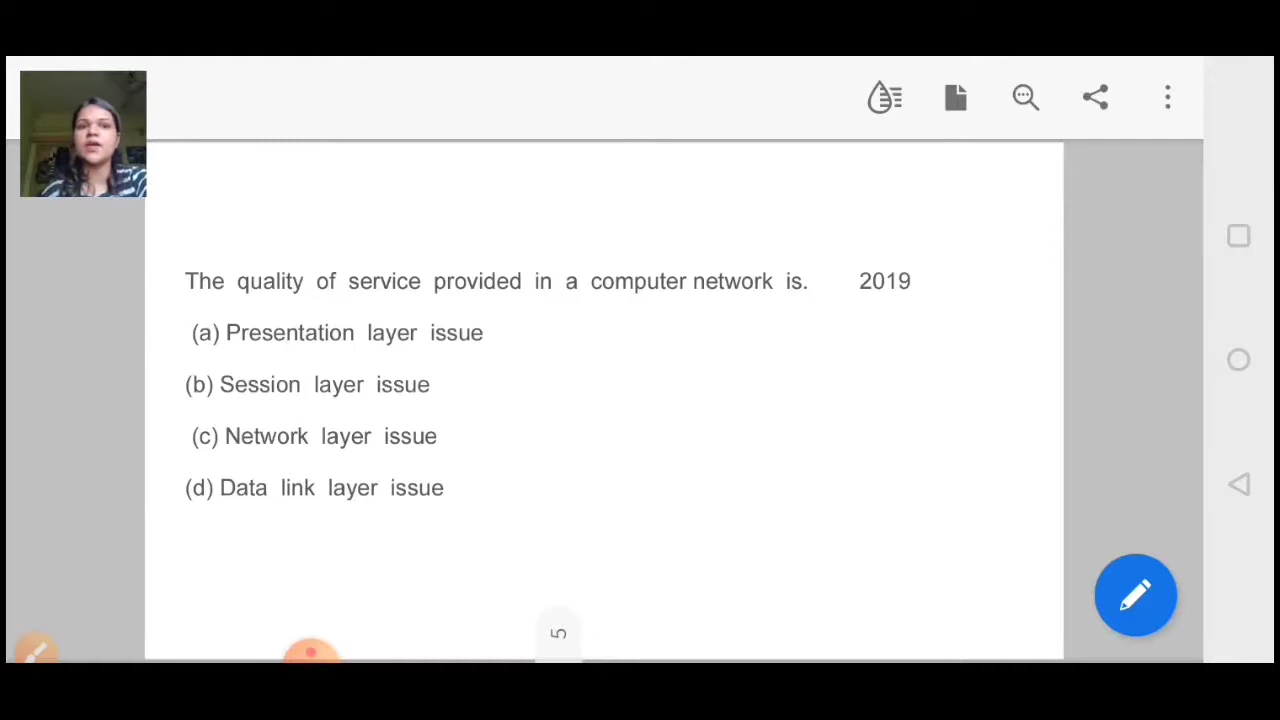 The quality of service provided in a computer network is. 2019
(a) Presentation layer issue
(b) Session layer issue
(c) Network layer issue
(d) Data link layer issue
5